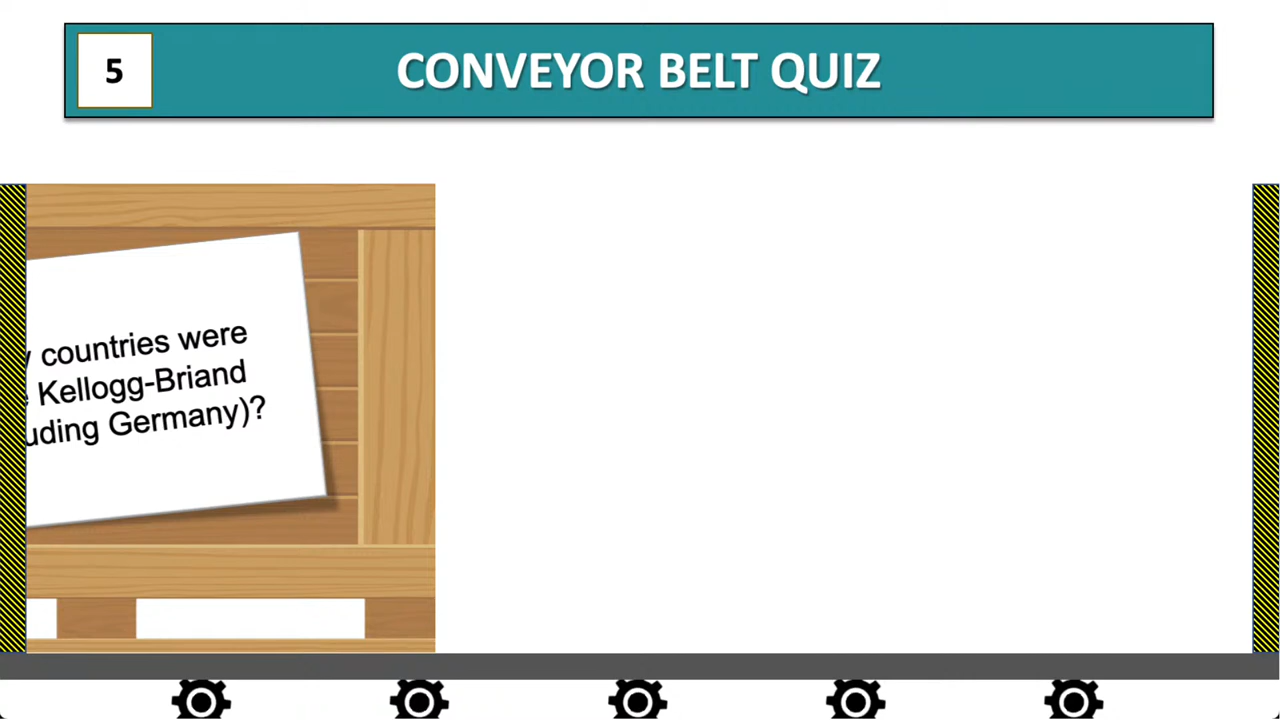 5
CONVEYOR BELT QUIZ
countries were
Kellogg-Briand
uding Germany)?